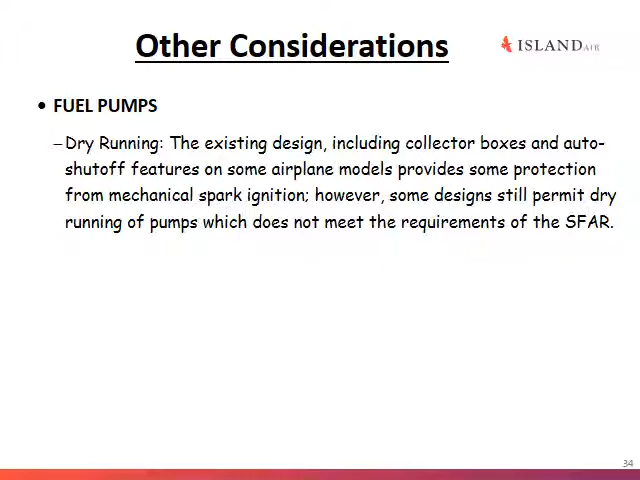 Other Considerations
ISLAND AIR
• FUEL PUMPS
– Dry Running: The existing design, including collector boxes and auto-
shutoff features on some airplane models provides some protection
from mechanical spark ignition; however, some designs still permit dry
running of pumps which does not meet the requirements of the SFAR.
34